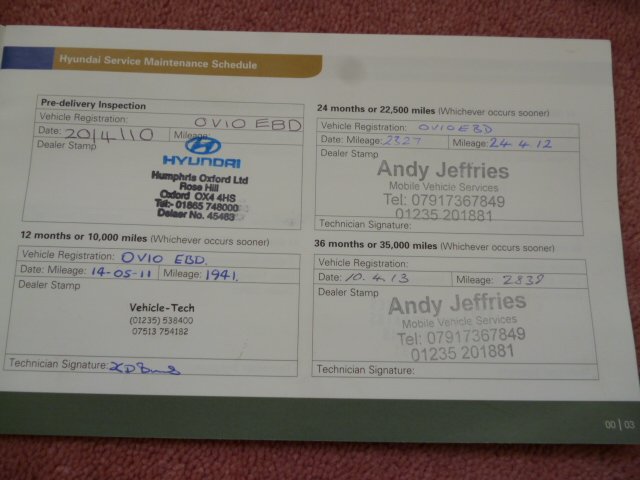 Hyundai Service Maintenance Schedule
Pre-delivery Inspection
Vehicle Registration: OV10 EBD
Date: 20/4/10 Mileage:
Dealer Stamp
HYUNDAI
Humphris Oxford Ltd
Rose Hill
Oxford OX4 4HS
Tel:- 01865 748000
Dealer No. 45463
12 months or 10,000 miles (Whichever occurs sooner)
Vehicle Registration: OV10 EBD.
Date: Mileage: 14-05-11 Mileage: 1941.
Dealer Stamp
Vehicle-Tech
(01235) 538400
07513 754182
Technician Signature:
24 months or 22,500 miles (Whichever occurs sooner)
Vehicle Registration: OV10 EBD
Date: Mileage: 2327 Mileage: 24.4.12
Dealer Stamp
Andy Jeffries
Mobile Vehicle Services
Tel: 07917367849
01235 201881
Technician Signature:
36 months or 35,000 miles (Whichever occurs sooner)
Vehicle Registration:
Date: 10.4.13 Mileage: 2838
Dealer Stamp
Andy Jeffries
Mobile Vehicle Services
Tel: 07917367849
01235 201881
Technician Signature:
00 | 03